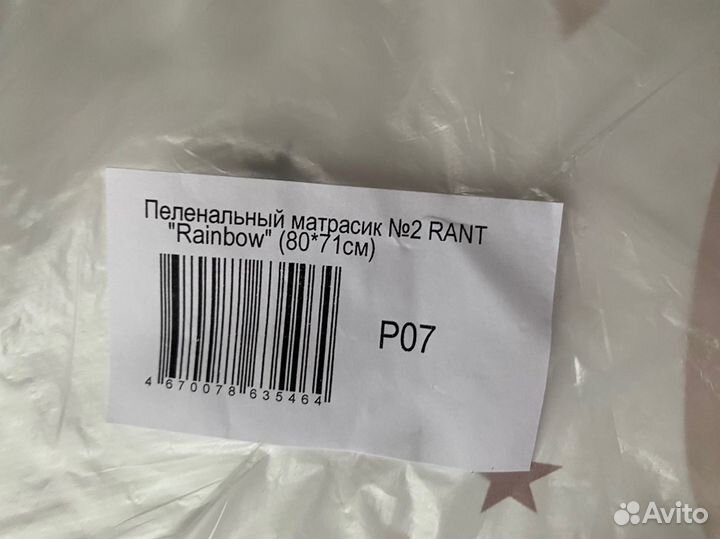 Пеленальный матрасик №2 RANT
"Rainbow" (80*71см)
P07
4 670078 635464
Avito